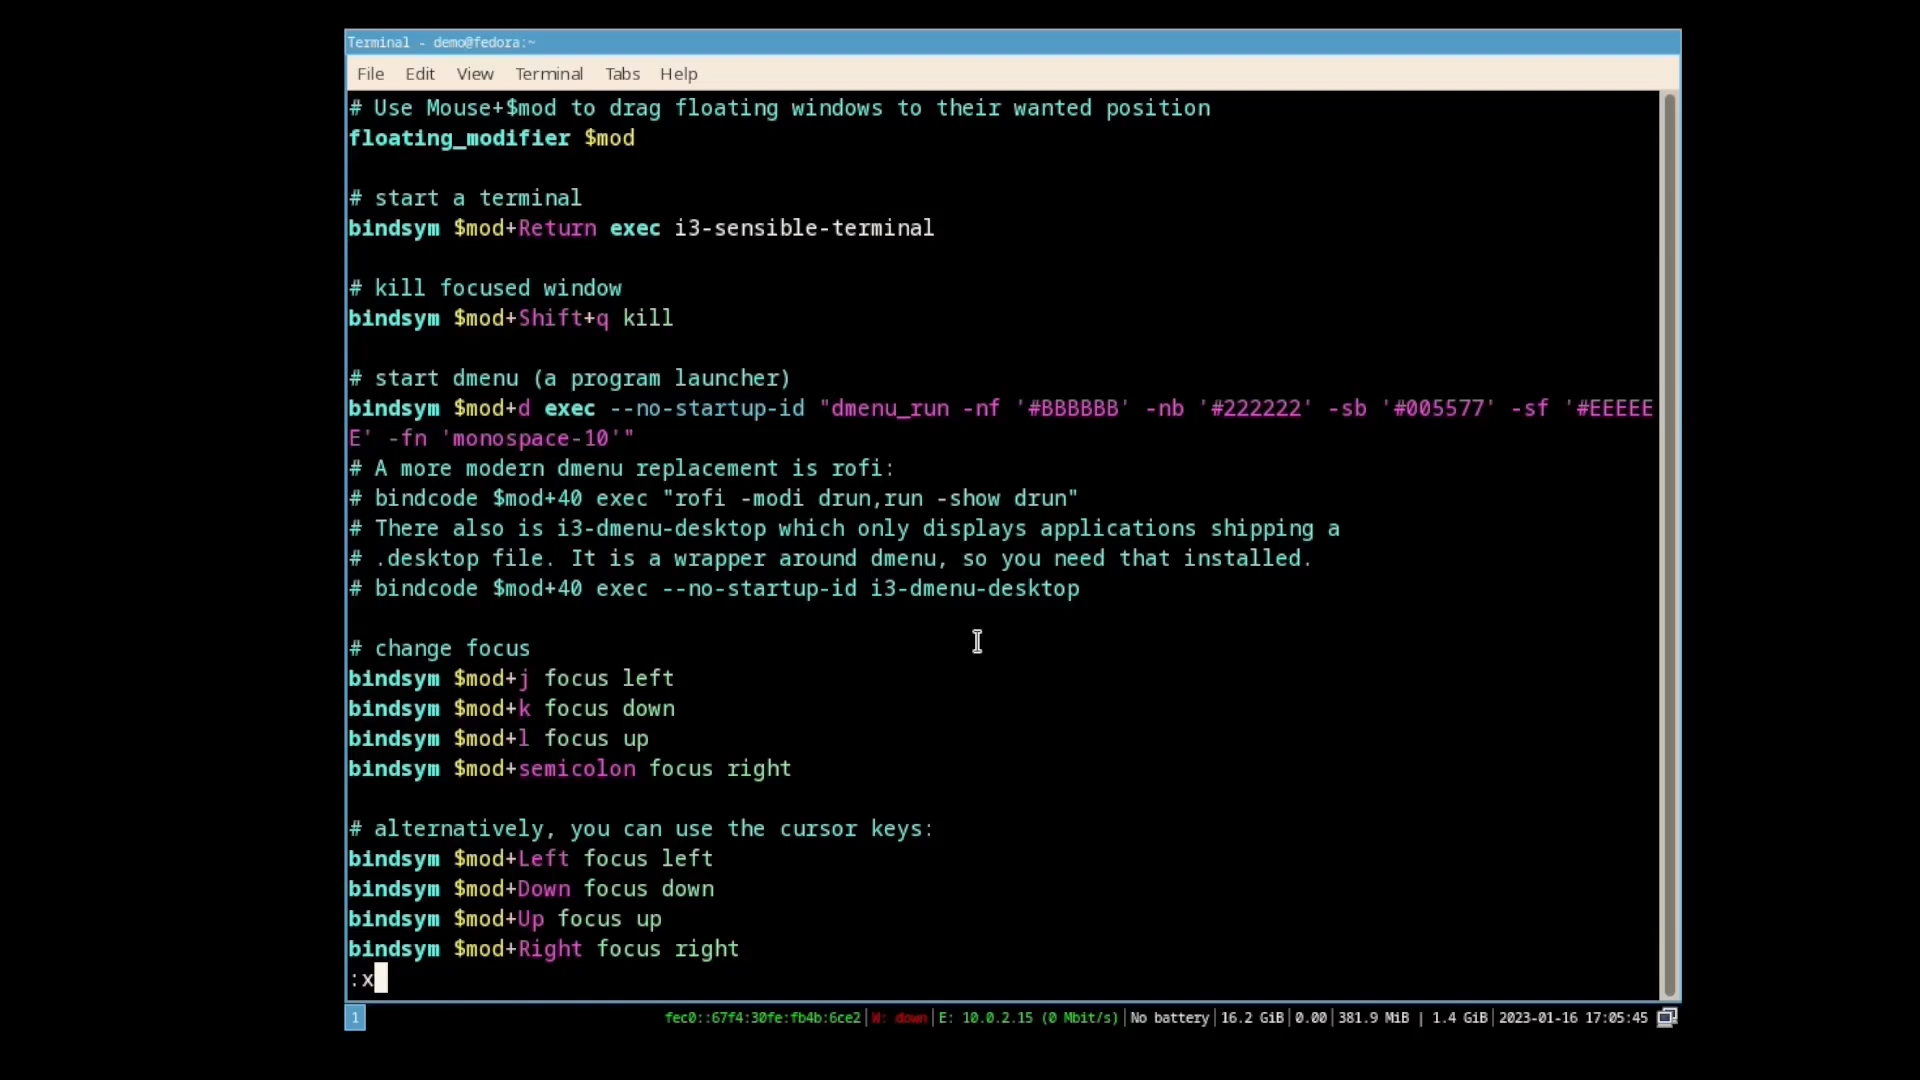 Terminal - demo@fedora:~
File Edit View Terminal Tabs Help
# Use Mouse+$mod to drag floating windows to their wanted position
floating_modifier $mod
# start a terminal
bindsym $mod+Return exec i3-sensible-terminal
# kill focused window
bindsym $mod+Shift+q kill
# start dmenu (a program launcher)
bindsym $mod+d exec --no-startup-id "dmenu_run -nf '#BBBBBB' -nb '#222222' -sb '#005577' -sf '#EEEEE
E' -fn 'monospace-10'"
# A more modern dmenu replacement is rofi:
# bindcode $mod+40 exec "rofi -modi drun,run -show drun"
# There also is i3-dmenu-desktop which only displays applications shipping a
# .desktop file. It is a wrapper around dmenu, so you need that installed.
# bindcode $mod+40 exec --no-startup-id i3-dmenu-desktop
# change focus
bindsym $mod+j focus left
bindsym $mod+k focus down
bindsym $mod+l focus up
bindsym $mod+semicolon focus right
# alternatively, you can use the cursor keys:
bindsym $mod+Left focus left
bindsym $mod+Down focus down
bindsym $mod+Up focus up
bindsym $mod+Right focus right
:x
1 fec0::67f4:30fe:fb4b:6ce2 | W: down | E: 10.0.2.15 (0 Mbit/s) | No battery | 16.2 GiB | 0.00 | 381.9 MiB | 1.4 GiB | 2023-01-16 17:05:45